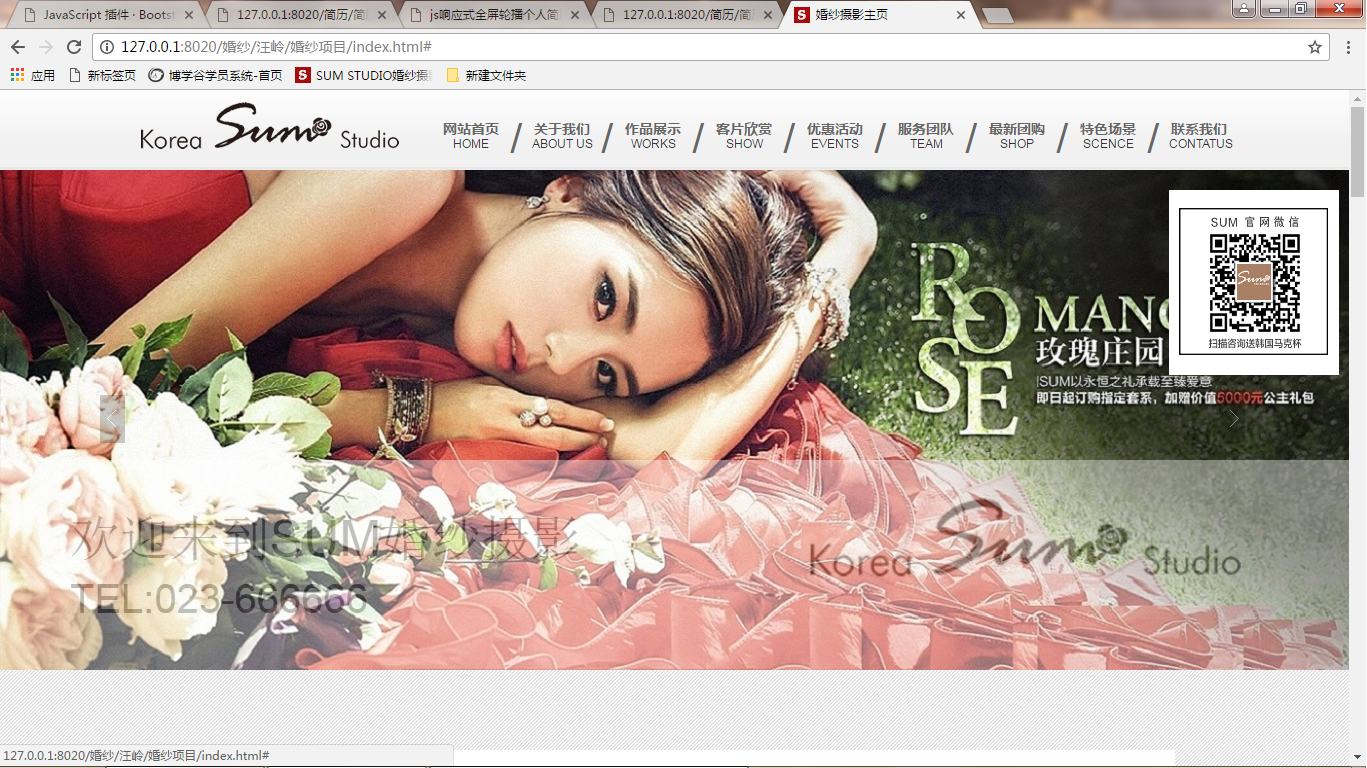 JavaScript 插件 · Bootst
127.0.0.1:8020/简历/简
js响应式全屏轮播个人简
127.0.0.1:8020/简历/简
S 婚纱摄影主页
127.0.0.1:8020/婚纱/汪岭/婚纱项目/index.html#
应用 新标签页 博学谷学员系统-首页 S SUM STUDIO婚纱摄 新建文件夹
Korea Sum Studio
网站首页 关于我们 作品展示 客片欣赏 优惠活动 服务团队 最新团购 特色场景 联系我们
HOME ABOUT US WORKS SHOW EVENTS TEAM SHOP SCENCE CONTATUS
SUM 官网微信
Sum
扫描咨询送韩国马克杯
ROSE
MANO
玫瑰庄园
SUM以永恒之礼承载至臻爱意
即日起订购指定套系，加赠价值5000元公主礼包
欢迎来到SUM婚纱摄影
TEL:023-666666
Korea Sum Studio
127.0.0.1:8020/婚纱/汪岭/婚纱项目/index.html#